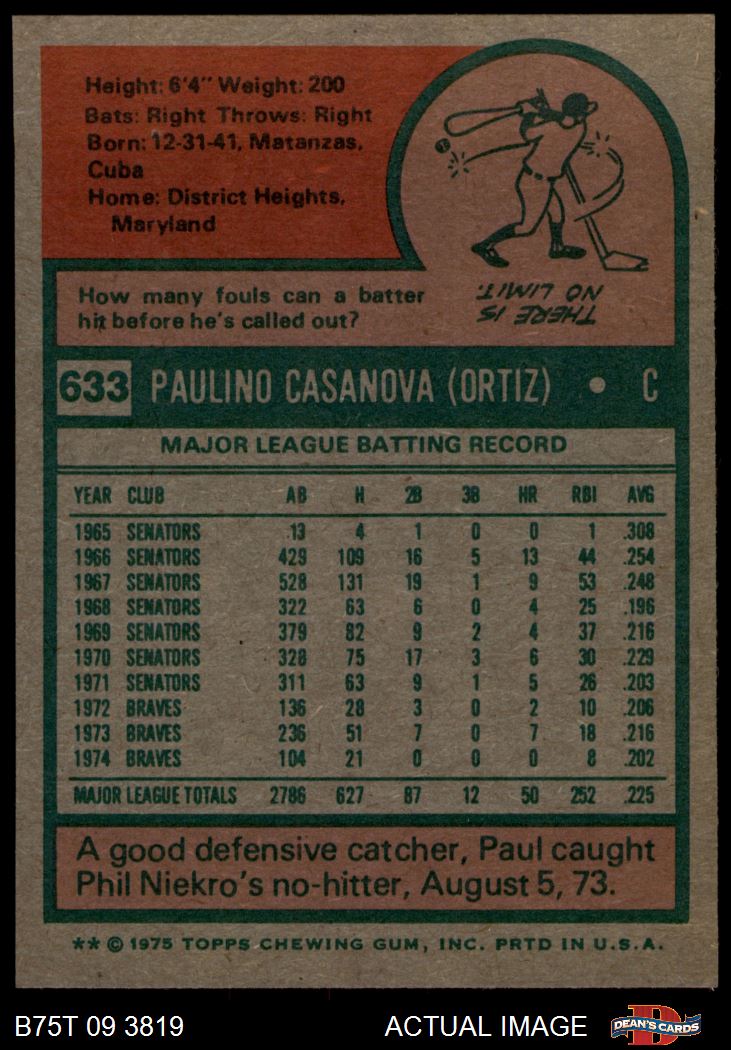 Height: 6'4" Weight: 200
Bats: Right Throws: Right
Born: 12-31-41, Matanzas,
Cuba
Home: District Heights,
Maryland
How many fouls can a batter
hit before he's called out?
THERE IS
NO LIMIT.
633 PAULINO CASANOVA (ORTIZ) • C
MAJOR LEAGUE BATTING RECORD
YEAR CLUB AB H 2B 3B HR RBI AVG
1965 SENATORS 13 4 1 0 0 1 .308
1966 SENATORS 429 109 16 5 13 44 .254
1967 SENATORS 528 131 19 1 9 53 .248
1968 SENATORS 322 63 6 0 4 25 .196
1969 SENATORS 379 82 9 2 4 37 .216
1970 SENATORS 328 75 17 3 6 30 .229
1971 SENATORS 311 63 9 1 5 26 .203
1972 BRAVES 136 28 3 0 2 10 .206
1973 BRAVES 236 51 7 0 7 18 .216
1974 BRAVES 104 21 0 0 0 8 .202
MAJOR LEAGUE TOTALS 2786 627 87 12 50 252 .225
A good defensive catcher, Paul caught
Phil Niekro's no-hitter, August 5, 73.
** © 1975 TOPPS CHEWING GUM, INC. PRTD IN U.S.A.
B75T 09 3819 ACTUAL IMAGE DEAN'S CARDS